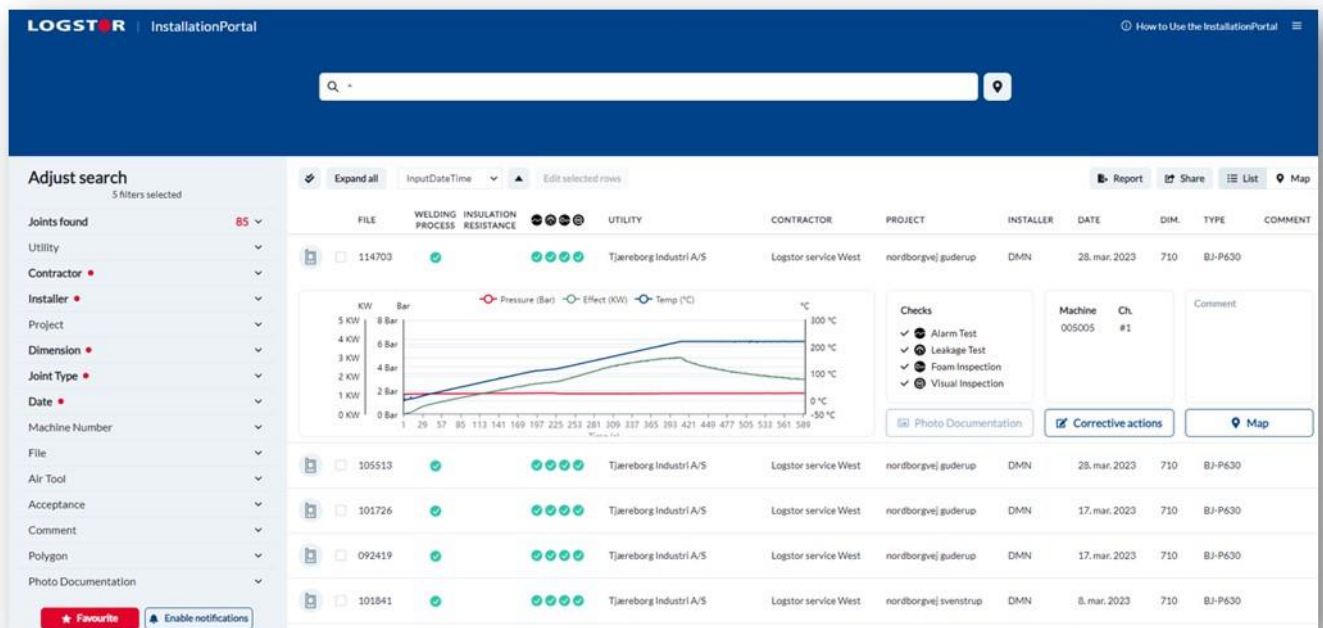 LOGSTOR | InstallationPortal
How to Use the InstallationPortal
*
Adjust search
5 filters selected
Expand all
InputDateTime
Edit selected rows
Report
Share
List
Map
Joints found 85
Utility
Contractor
Installer
Project
Dimension
Joint Type
Date
Machine Number
File
Air Tool
Acceptance
Comment
Polygon
Photo Documentation
Favourite
Enable notifications
FILE WELDING PROCESS INSULATION RESISTANCE UTILITY CONTRACTOR PROJECT INSTALLER DATE DIM. TYPE COMMENT
114703 Tjæreborg Industri A/S Logstor service West nordborgvej guderup DMN 28. mar. 2023 710 BJ-P630
KW Bar Pressure (Bar) Effect (KW) Temp (°C) °C
5 KW 8 Bar 300 °C
4 KW 6 Bar 200 °C
3 KW 4 Bar
2 KW 100 °C
1 KW 2 Bar 0 °C
0 KW 0 Bar -50 °C
1 29 57 85 113 141 169 197 225 253 281 309 337 365 393 421 449 477 505 533 561 589
Checks
Alarm Test
Leakage Test
Foam Inspection
Visual Inspection
Machine Ch.
005005 #1
Comment
Photo Documentation
Corrective actions
Map
105513 Tjæreborg Industri A/S Logstor service West nordborgvej guderup DMN 28. mar. 2023 710 BJ-P630
101726 Tjæreborg Industri A/S Logstor service West nordborgvej guderup DMN 17. mar. 2023 710 BJ-P630
092419 Tjæreborg Industri A/S Logstor service West nordborgvej guderup DMN 17. mar. 2023 710 BJ-P630
101841 Tjæreborg Industri A/S Logstor service West nordborgvej svenstrup DMN 8. mar. 2023 710 BJ-P630